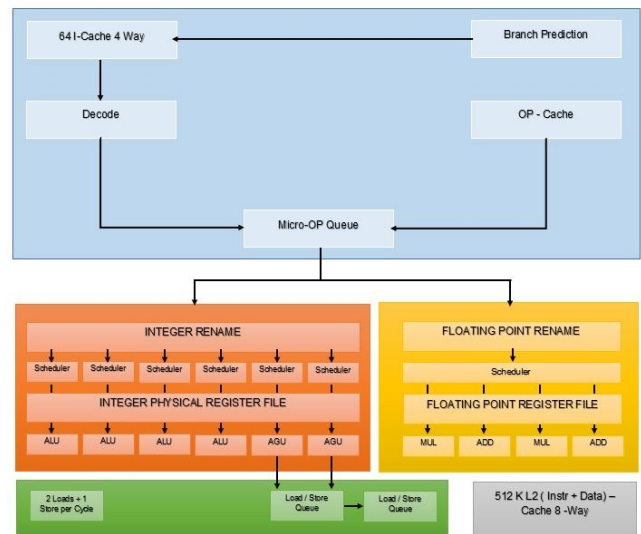 64 I-Cache 4 Way
Branch Prediction
Decode
OP - Cache
Micro-OP Queue
INTEGER RENAME
Scheduler
Scheduler
Scheduler
Scheduler
Scheduler
Scheduler
INTEGER PHYSICAL REGISTER FILE
ALU
ALU
ALU
ALU
AGU
AGU
FLOATING POINT RENAME
Scheduler
FLOATING POINT REGISTER FILE
MUL
ADD
MUL
ADD
2 Loads + 1
Store per Cycle
Load / Store
Queue
Load / Store
Queue
512 K L2 ( Instr + Data) –
Cache 8 -Way